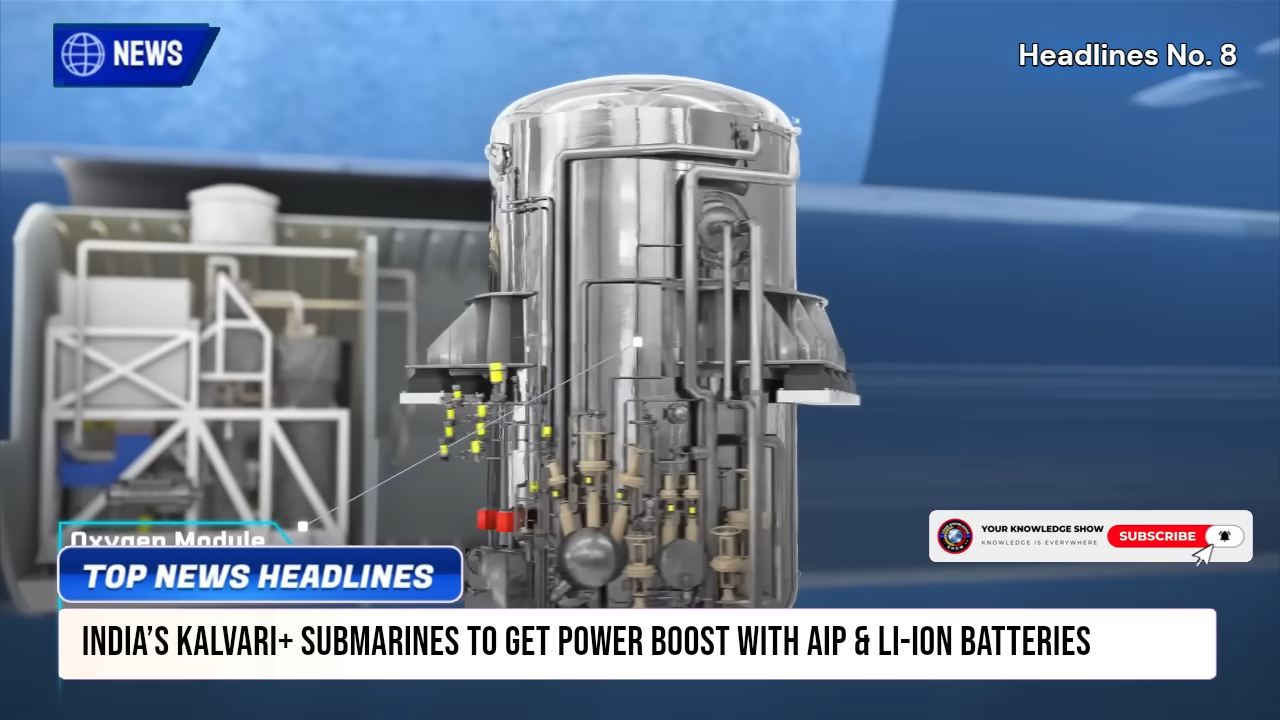 NEWS
Headlines No. 8
Oxygen Module
YOUR KNOWLEDGE SHOW
KNOWLEDGE IS EVERYWHERE
SUBSCRIBE
TOP NEWS HEADLINES
INDIA'S KALVARI+ SUBMARINES TO GET POWER BOOST WITH AIP & LI-ION BATTERIES